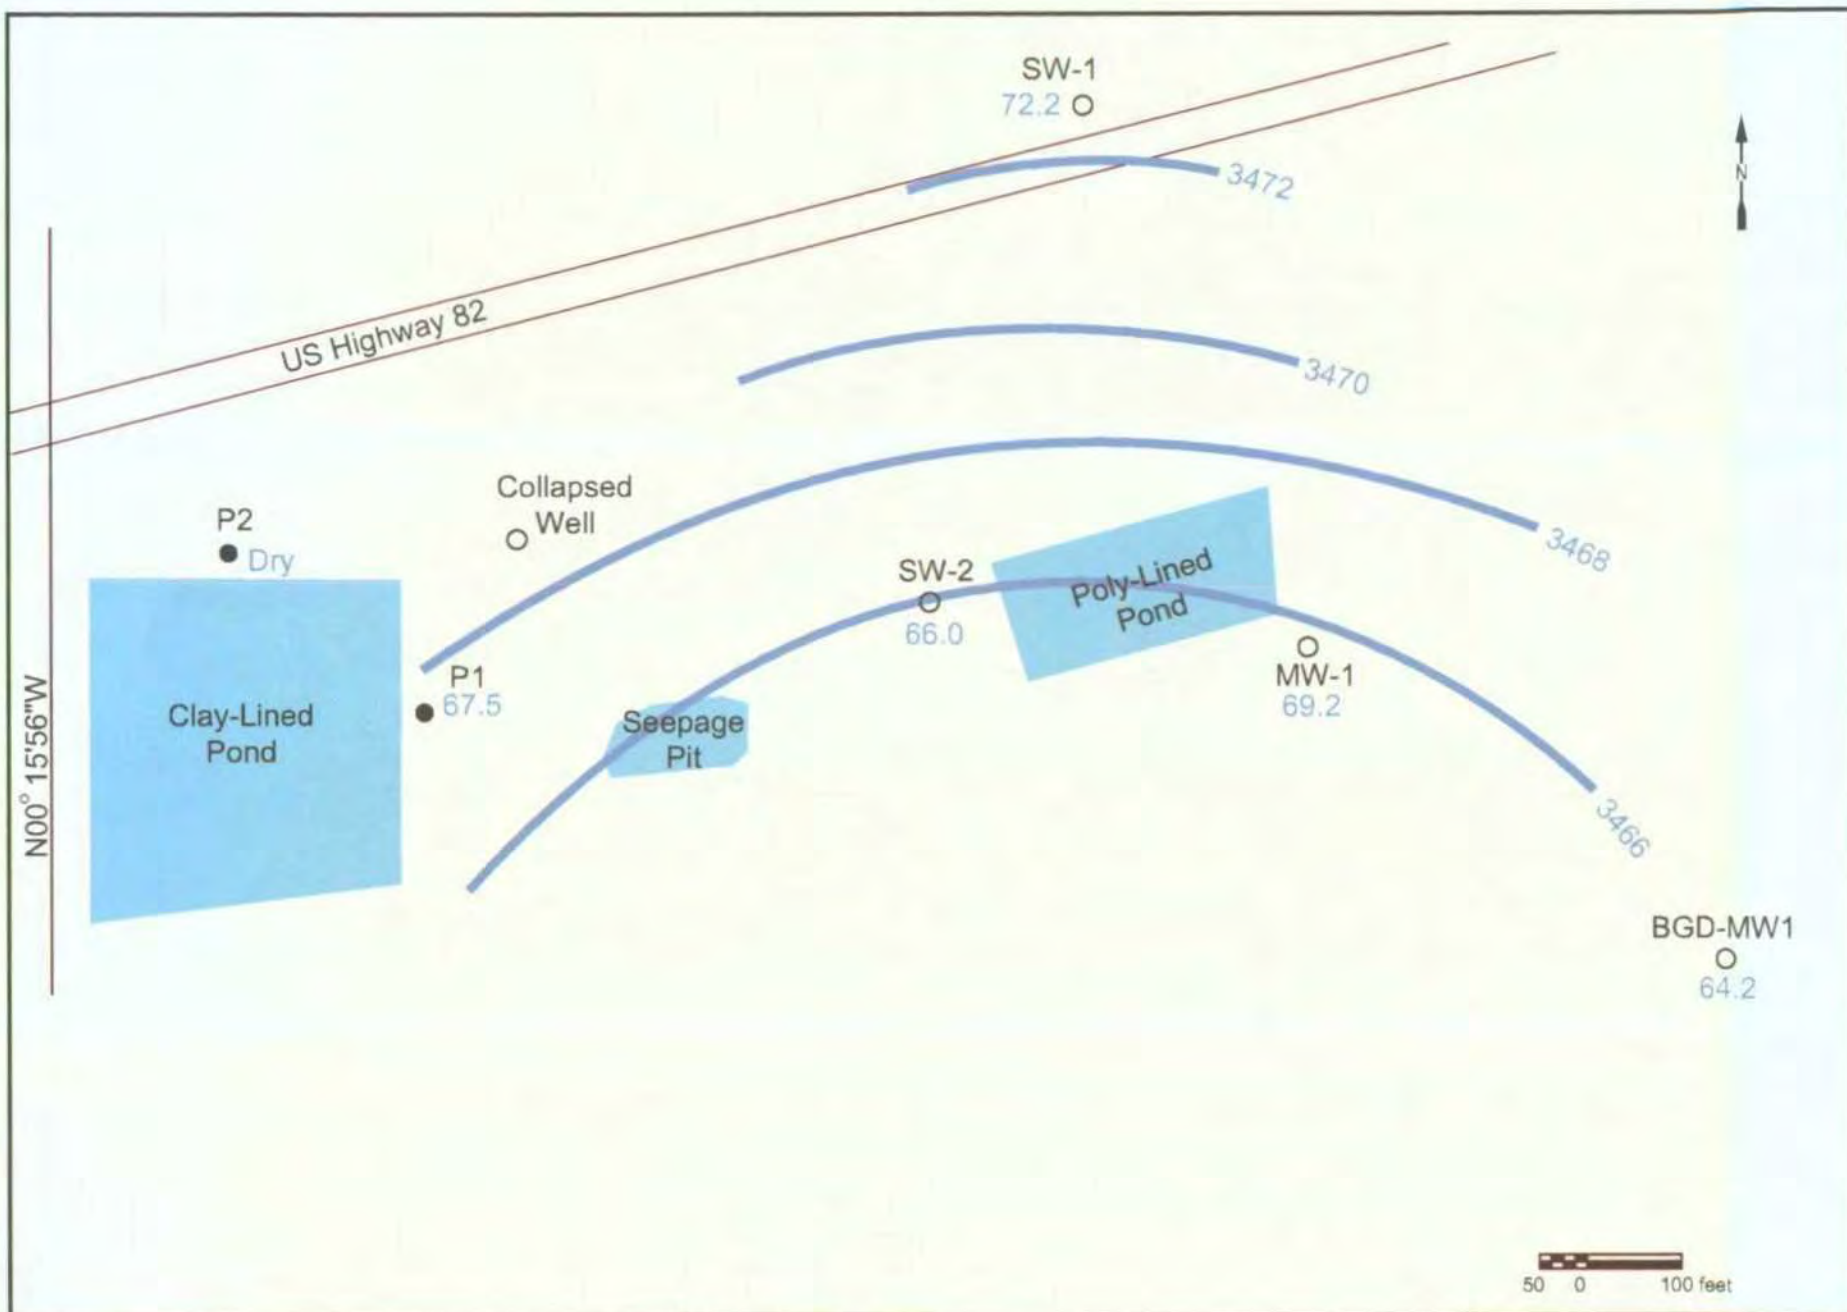 SW-1
72.2
3472
N
US Highway 82
3470
Collapsed
Well
P2
Dry
3468
SW-2
66.0
Poly-Lined
Pond
P1
67.5
MW-1
69.2
Clay-Lined
Pond
Seepage
Pit
N00° 15'56"W
3466
BGD-MW1
64.2
50 0 100 feet